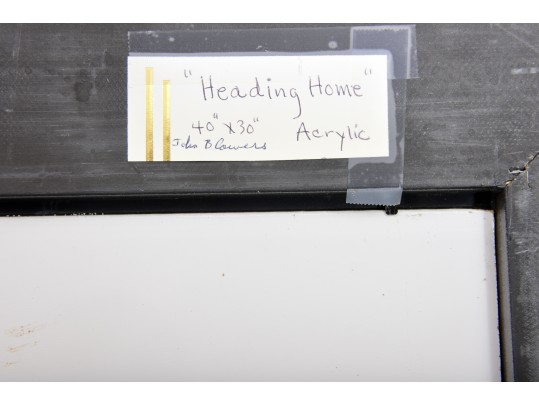 "Heading Home"
40" x 30" Acrylic
John Blowers